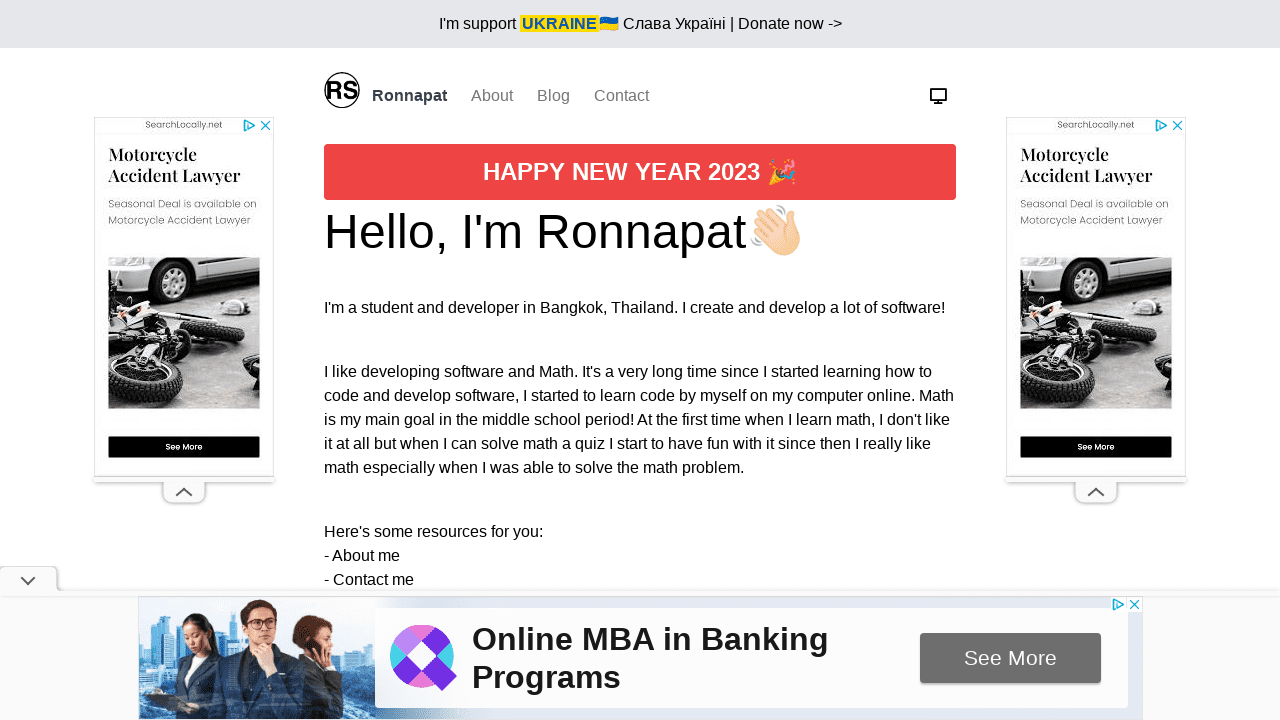 I'm support UKRAINE🇺🇦 Слава Україні | Donate now ->
RS Ronnapat About Blog Contact
HAPPY NEW YEAR 2023 🎉
Hello, I'm Ronnapat👋🏻
I'm a student and developer in Bangkok, Thailand. I create and develop a lot of software!
I like developing software and Math. It's a very long time since I started learning how to
code and develop software, I started to learn code by myself on my computer online. Math
is my main goal in the middle school period! At the first time when I learn math, I don't like
it at all but when I can solve math a quiz I start to have fun with it since then I really like
math especially when I was able to solve the math problem.
Here's some resources for you:
- About me
- Contact me
SearchLocally.net
Motorcycle
Accident Lawyer
Seasonal Deal is available on
Motorcycle Accident Lawyer
See More
SearchLocally.net
Motorcycle
Accident Lawyer
Seasonal Deal is available on
Motorcycle Accident Lawyer
See More
Online MBA in Banking
Programs
See More